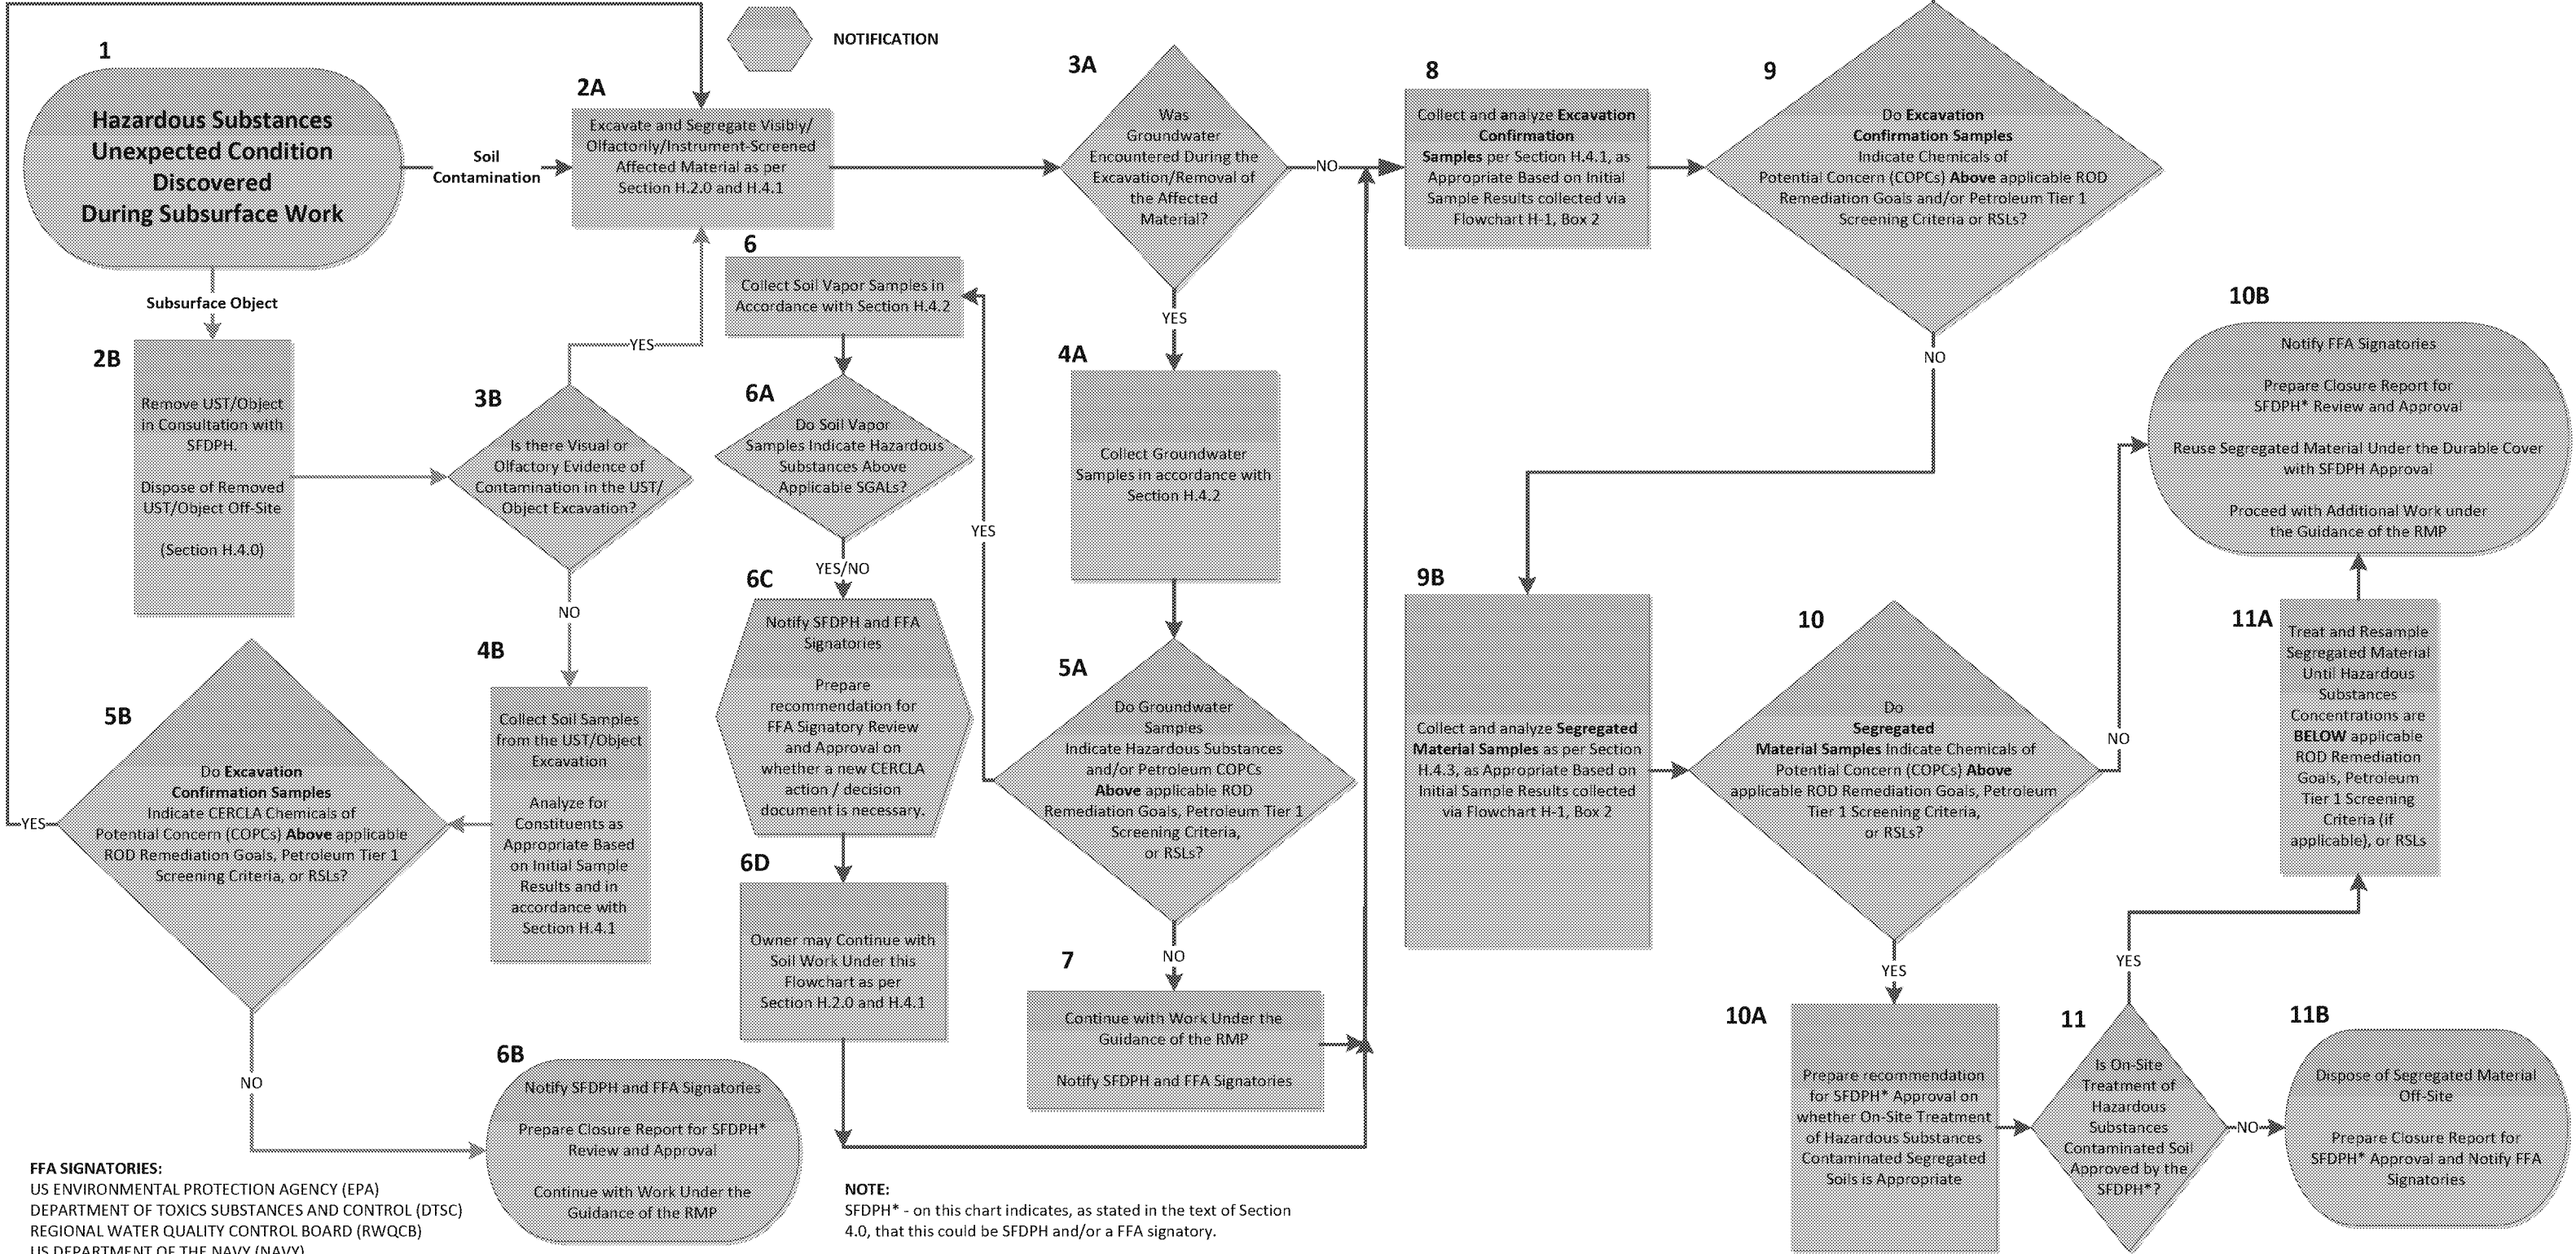 NOTIFICATION
1
Hazardous Substances
Unexpected Condition
Discovered
During Subsurface Work
Soil
Contamination
Subsurface Object
2A
Excavate and Segregate Visibly/
Olfactorily/Instrument-Screened
Affected Material as per
Section H.2.0 and H.4.1
2B
Remove UST/Object
in Consultation with
SFDPH.
Dispose of Removed
UST/Object Off-Site
(Section H.4.0)
3B
Is there Visual or
Olfactory Evidence of
Contamination in the UST/
Object Excavation?
YES
NO
4B
Collect Soil Samples
from the UST/Object
Excavation
Analyze for
Constituents as
Appropriate Based
on Initial Sample
Results and in
accordance with
Section H.4.1
5B
Do Excavation
Confirmation Samples
Indicate CERCLA Chemicals of
Potential Concern (COPCs) Above applicable
ROD Remediation Goals, Petroleum Tier 1
Screening Criteria, or RSLs?
YES
NO
6B
Notify SFDPH and FFA Signatories
Prepare Closure Report for SFDPH*
Review and Approval
Continue with Work Under the
Guidance of the RMP
3A
Was
Groundwater
Encountered During the
Excavation/Removal of
the Affected
Material?
NO
YES
4A
Collect Groundwater
Samples in accordance with
Section H.4.2
5A
Do Groundwater
Samples
Indicate Hazardous Substances
and/or Petroleum COPCs
Above applicable ROD
Remediation Goals, Petroleum Tier 1
Screening Criteria,
or RSLs?
YES
NO
6
Collect Soil Vapor Samples in
Accordance with Section H.4.2
6A
Do Soil Vapor
Samples Indicate Hazardous
Substances Above
Applicable SGALs?
YES/NO
6C
Notify SFDPH and FFA
Signatories
Prepare
recommendation for
FFA Signatory Review
and Approval on
whether a new CERCLA
action / decision
document is necessary.
6D
Owner may Continue with
Soil Work Under this
Flowchart as per
Section H.2.0 and H.4.1
7
Continue with Work Under the
Guidance of the RMP
Notify SFDPH and FFA Signatories
8
Collect and analyze Excavation
Confirmation
Samples per Section H.4.1, as
Appropriate Based on Initial
Sample Results collected via
Flowchart H-1, Box 2
9
Do Excavation
Confirmation Samples
Indicate Chemicals of
Potential Concern (COPCs) Above applicable ROD
Remediation Goals and/or Petroleum Tier 1
Screening Criteria or RSLs?
NO
9B
Collect and analyze Segregated
Material Samples as per Section
H.4.3, as Appropriate Based on
Initial Sample Results collected
via Flowchart H-1, Box 2
10
Do
Segregated
Material Samples Indicate Chemicals of
Potential Concern (COPCs) Above
applicable ROD Remediation Goals, Petroleum
Tier 1 Screening Criteria,
or RSLs?
NO
YES
10A
Prepare recommendation
for SFDPH* Approval on
whether On-Site Treatment
of Hazardous Substances
Contaminated Segregated
Soils is Appropriate
10B
Notify FFA Signatories
Prepare Closure Report for
SFDPH* Review and Approval
Reuse Segregated Material Under the Durable Cover
with SFDPH Approval
Proceed with Additional Work under
the Guidance of the RMP
11
Is On-Site
Treatment of
Hazardous
Substances
Contaminated Soil
Approved by the
SFDPH*?
YES
NO
11A
Treat and Resample
Segregated Material
Until Hazardous
Substances
Concentrations are
BELOW applicable
ROD Remediation
Goals, Petroleum
Tier 1 Screening
Criteria (if
applicable), or RSLs
11B
Dispose of Segregated Material
Off-Site
Prepare Closure Report for
SFDPH* Approval and Notify FFA
Signatories
FFA SIGNATORIES:
US ENVIRONMENTAL PROTECTION AGENCY (EPA)
DEPARTMENT OF TOXICS SUBSTANCES AND CONTROL (DTSC)
REGIONAL WATER QUALITY CONTROL BOARD (RWQCB)
US DEPARTMENT OF THE NAVY (NAVY)
NOTE:
SFDPH* - on this chart indicates, as stated in the text of Section
4.0, that this could be SFDPH and/or a FFA signatory.